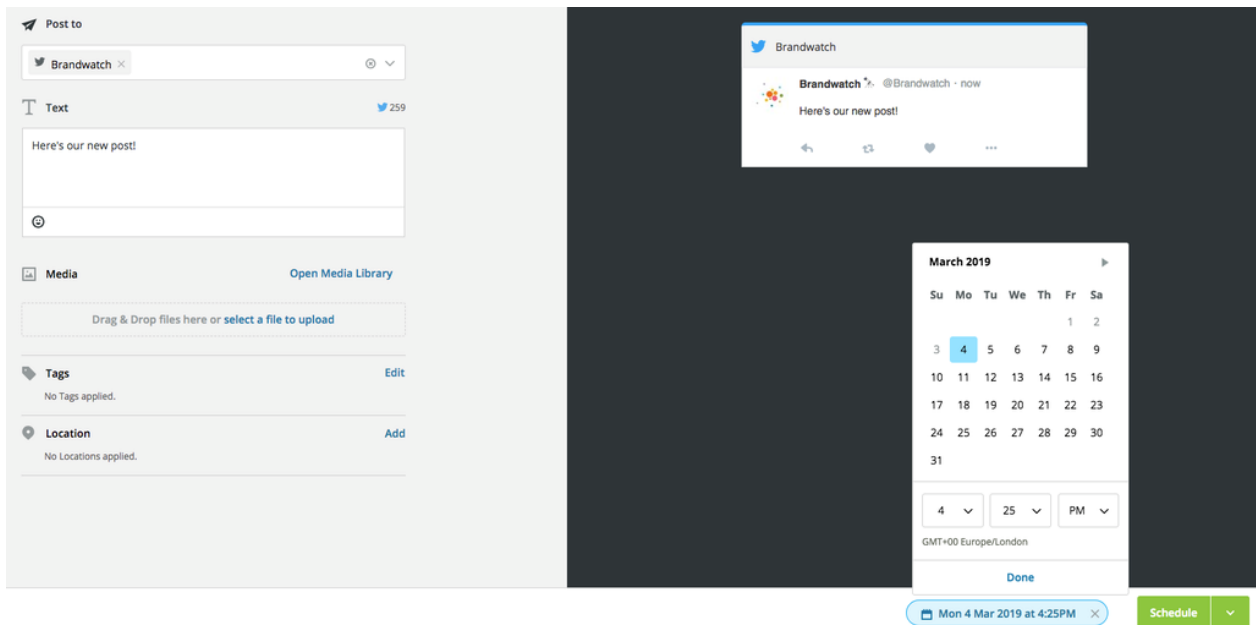 Post to
Brandwatch
Text 259
Here's our new post!
Media Open Media Library
Drag & Drop files here or select a file to upload
Tags Edit
No Tags applied.
Location Add
No Locations applied.
Brandwatch
Brandwatch @Brandwatch · now
Here's our new post!
March 2019
Su Mo Tu We Th Fr Sa
1 2
3 4 5 6 7 8 9
10 11 12 13 14 15 16
17 18 19 20 21 22 23
24 25 26 27 28 29 30
31
4 25 PM
GMT+00 Europe/London
Done
Mon 4 Mar 2019 at 4:25PM
Schedule